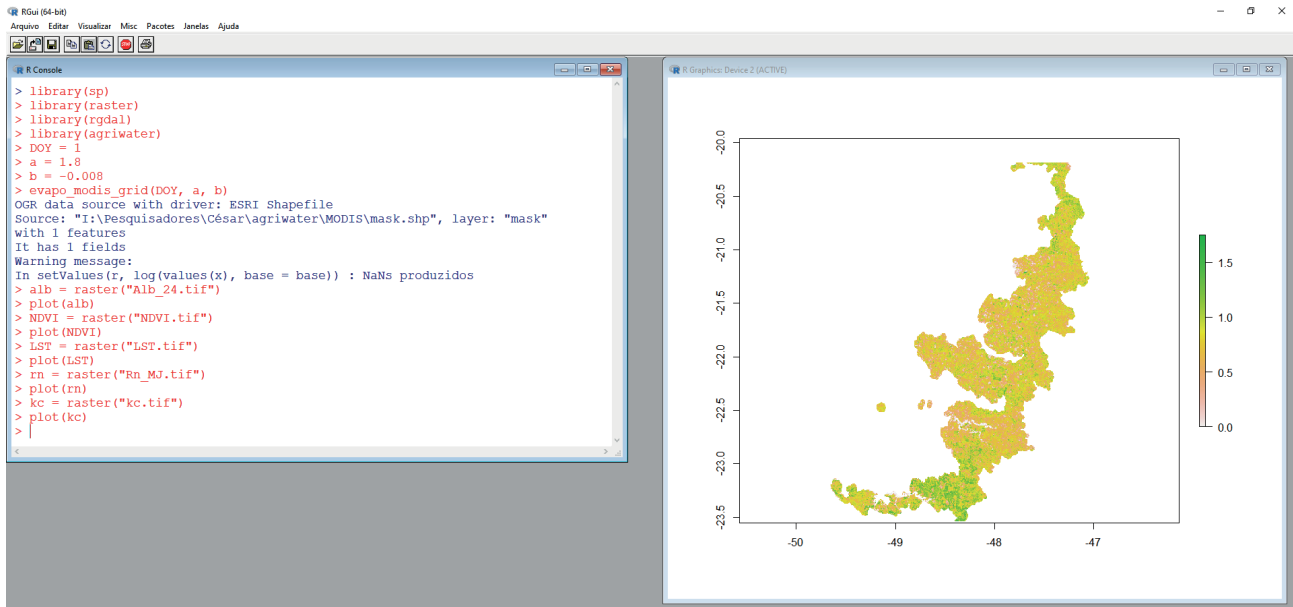 RGui (64-bit)
Arquivo Editar Visualizar Misc Pacotes Janelas Ajuda
STOP
R Console
> library(sp)
> library(raster)
> library(rgdal)
> library(agriwater)
> DOY = 1
> a = 1.8
> b = -0.008
> evapo_modis_grid(DOY, a, b)
OGR data source with driver: ESRI Shapefile
Source: "I:\Pesquisadores\César\agriwater\MODIS\mask.shp", layer: "mask"
with 1 features
It has 1 fields
Warning message:
In setValues(r, log(values(x), base = base)) : NaNs produzidos
> alb = raster("Alb_24.tif")
> plot(alb)
> NDVI = raster("NDVI.tif")
> plot(NDVI)
> LST = raster("LST.tif")
> plot(LST)
> rn = raster("Rn_MJ.tif")
> plot(rn)
> kc = raster("kc.tif")
> plot(kc)
>
R Graphics: Device 2 (ACTIVE)
-20.0
-20.5
-21.0
-21.5
-22.0
-22.5
-23.0
-23.5
-50 -49 -48 -47
1.5
1.0
0.5
0.0